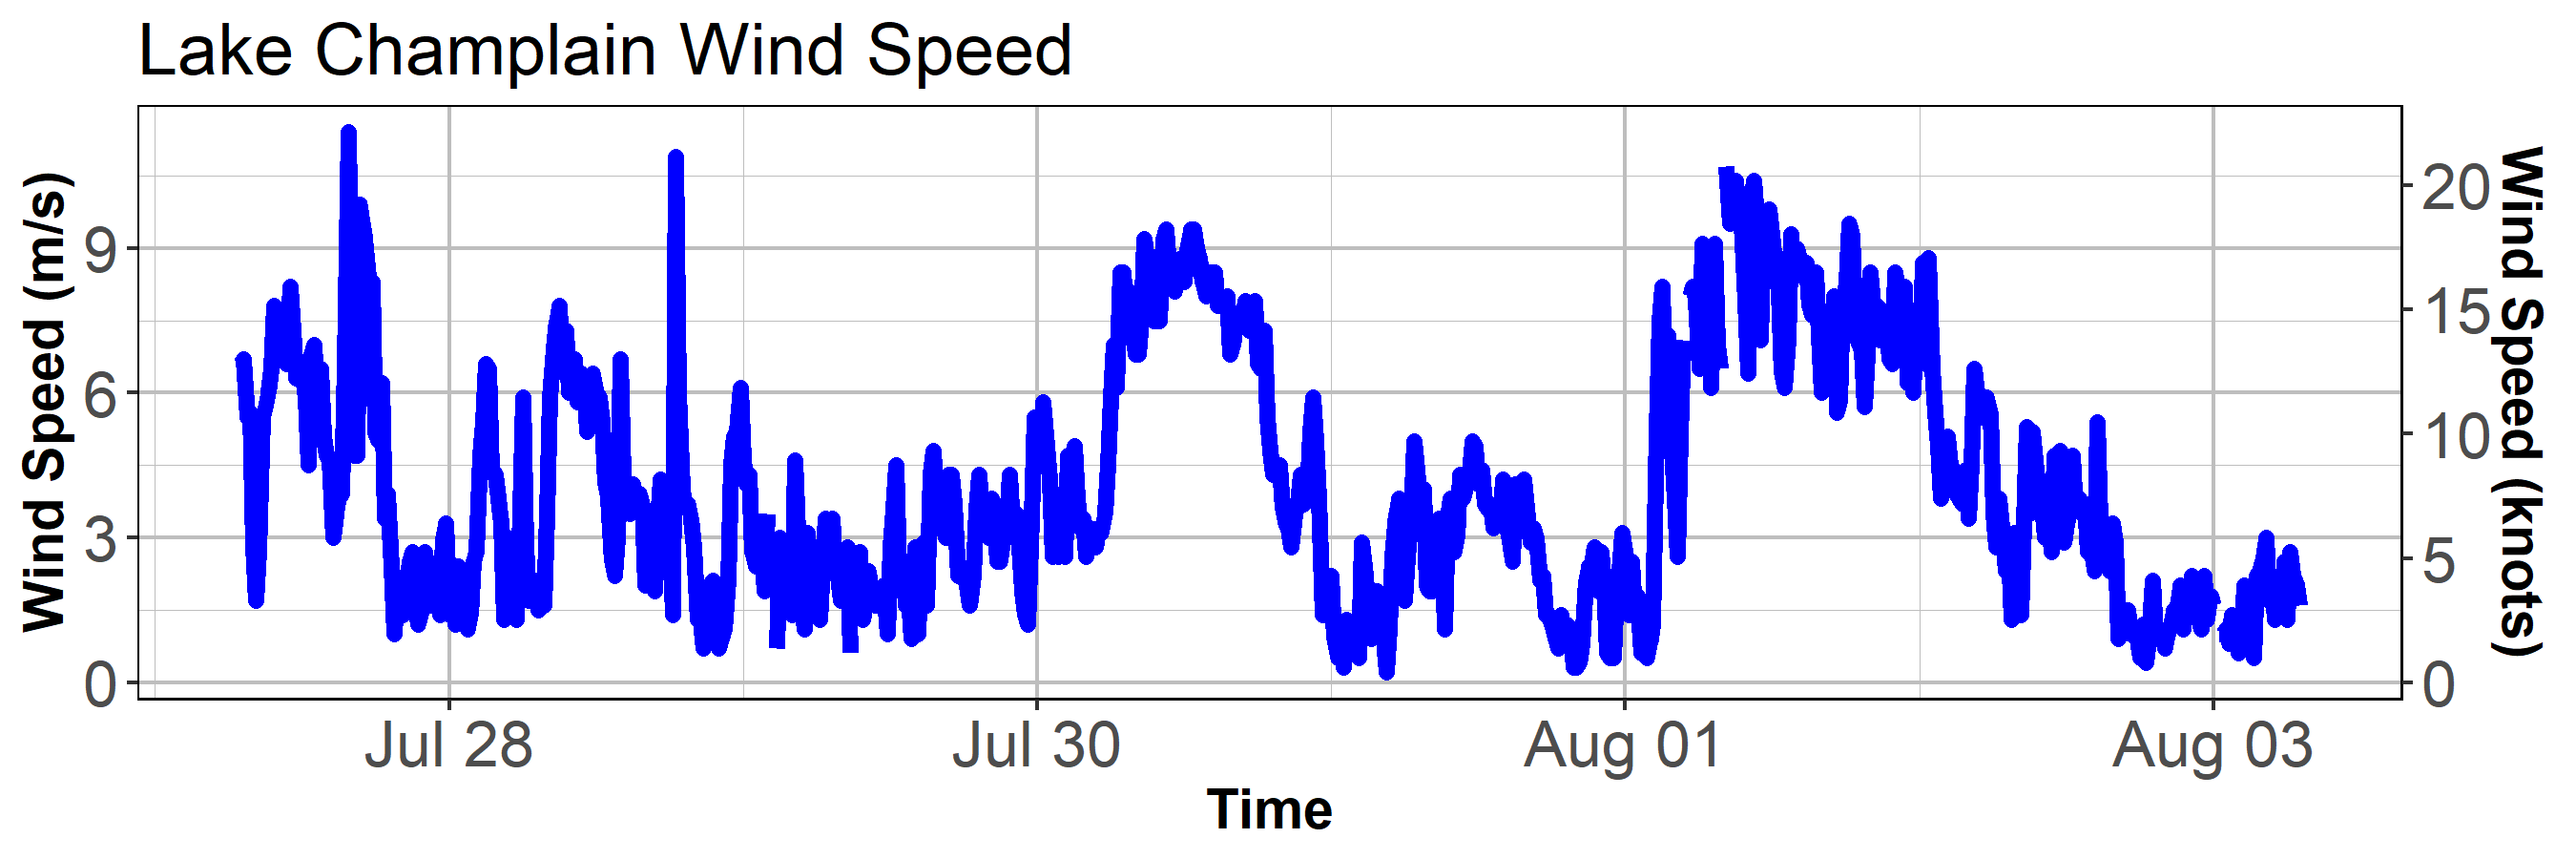 Lake Champlain Wind Speed
Wind Speed (m/s)
9
6
3
0
20
15
10
5
0
Wind Speed (knots)
Jul 28
Jul 30
Aug 01
Aug 03
Time